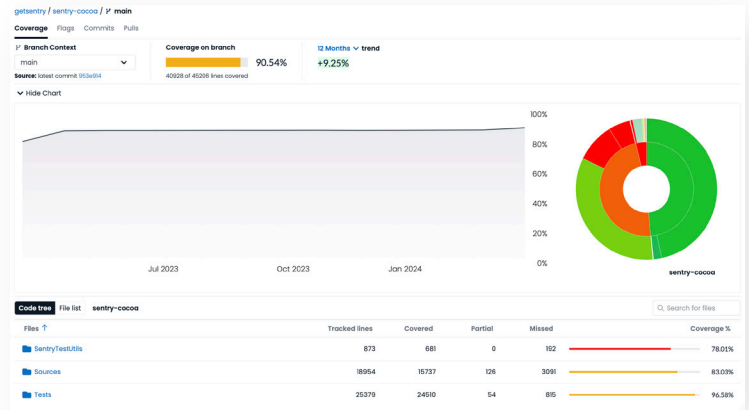 getsentry / sentry-cocoa / main
Coverage Flags Commits Pulls
Branch Context
main
Source: latest commit 953e914
Coverage on branch
90.54%
40928 of 45206 lines covered
12 Months trend
+9.25%
Hide Chart
100%
80%
60%
40%
20%
0%
Jul 2023 Oct 2023 Jan 2024
sentry-cocoa
Code tree File list sentry-cocoa
Search for files
Files ↑ Tracked lines Covered Partial Missed Coverage %
SentryTestUtils 873 681 0 192 78.01%
Sources 18954 15737 126 3091 83.03%
Tests 25379 24510 54 815 96.58%